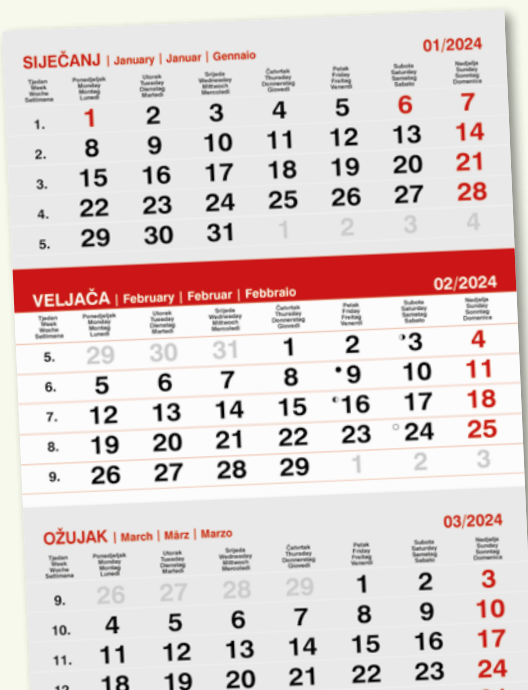 SIJEČANJ | January | Januar | Gennaio 01/2024
Tjedan Ponedjeljak Utorak Srijeda Četvrtak Petak Subota Nedjelja
Week Monday Tuesday Wednesday Thursday Friday Saturday Sunday
Woche Montag Dienstag Mittwoch Donnerstag Freitag Samstag Sonntag
Settimana Lunedì Martedì Mercoledì Giovedì Venerdì Sabato Domenica
1. 1 2 3 4 5 6 7
2. 8 9 10 11 12 13 14
3. 15 16 17 18 19 20 21
4. 22 23 24 25 26 27 28
5. 29 30 31 1 2 3 4
VELJAČA | February | Februar | Febbraio 02/2024
Tjedan Ponedjeljak Utorak Srijeda Četvrtak Petak Subota Nedjelja
Week Monday Tuesday Wednesday Thursday Friday Saturday Sunday
Woche Montag Dienstag Mittwoch Donnerstag Freitag Samstag Sonntag
Settimana Lunedì Martedì Mercoledì Giovedì Venerdì Sabato Domenica
5. 29 30 31 1 2 3 4
6. 5 6 7 8 9 10 11
7. 12 13 14 15 16 17 18
8. 19 20 21 22 23 24 25
9. 26 27 28 29 1 2 3
OŽUJAK | March | März | Marzo 03/2024
Tjedan Ponedjeljak Utorak Srijeda Četvrtak Petak Subota Nedjelja
Week Monday Tuesday Wednesday Thursday Friday Saturday Sunday
Woche Montag Dienstag Mittwoch Donnerstag Freitag Samstag Sonntag
Settimana Lunedì Martedì Mercoledì Giovedì Venerdì Sabato Domenica
9. 26 27 28 29 1 2 3
10. 4 5 6 7 8 9 10
11. 11 12 13 14 15 16 17
12. 18 19 20 21 22 23 24